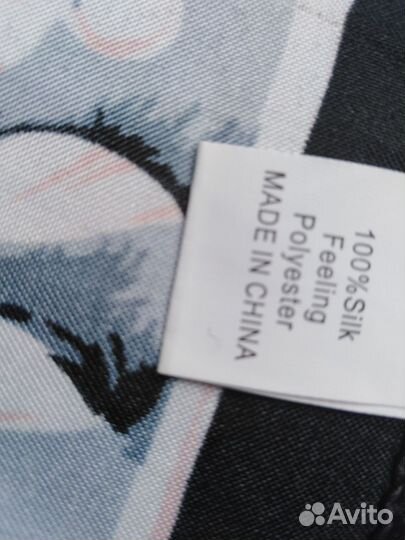 100%Silk
Feeling
Polyester
MADE IN CHINA
Avito